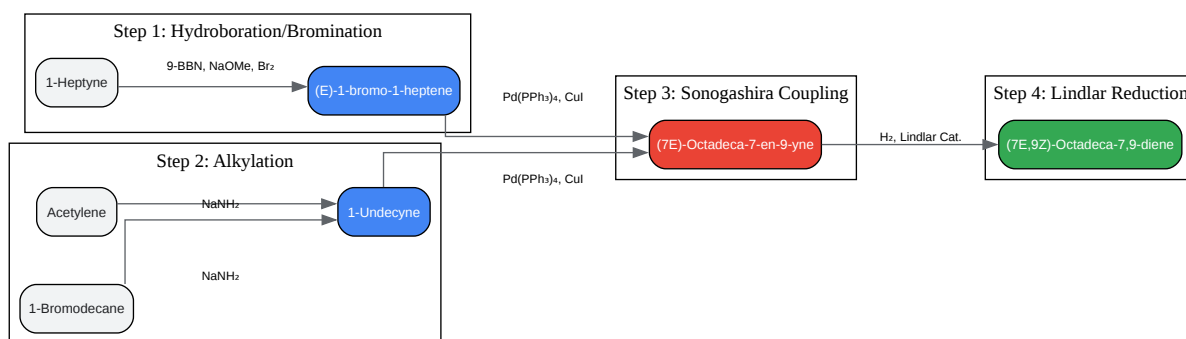 Step 1: Hydroboration/Bromination
1-Heptyne
9-BBN, NaOMe, Br₂
(E)-1-bromo-1-heptene
Step 2: Alkylation
Acetylene
NaNH₂
1-Undecyne
NaNH₂
1-Bromodecane
Pd(PPh₃)₄, CuI
Pd(PPh₃)₄, CuI
Step 3: Sonogashira Coupling
(7E)-Octadeca-7-en-9-yne
H₂, Lindlar Cat.
Step 4: Lindlar Reduction
(7E,9Z)-Octadeca-7,9-diene